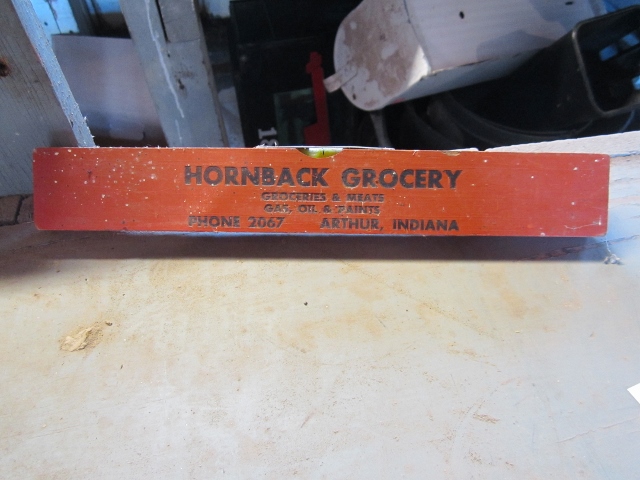 HORNBACK GROCERY
GROCERIES & MEATS
GAS, OIL & PAINTS
PHONE 2067 ARTHUR, INDIANA